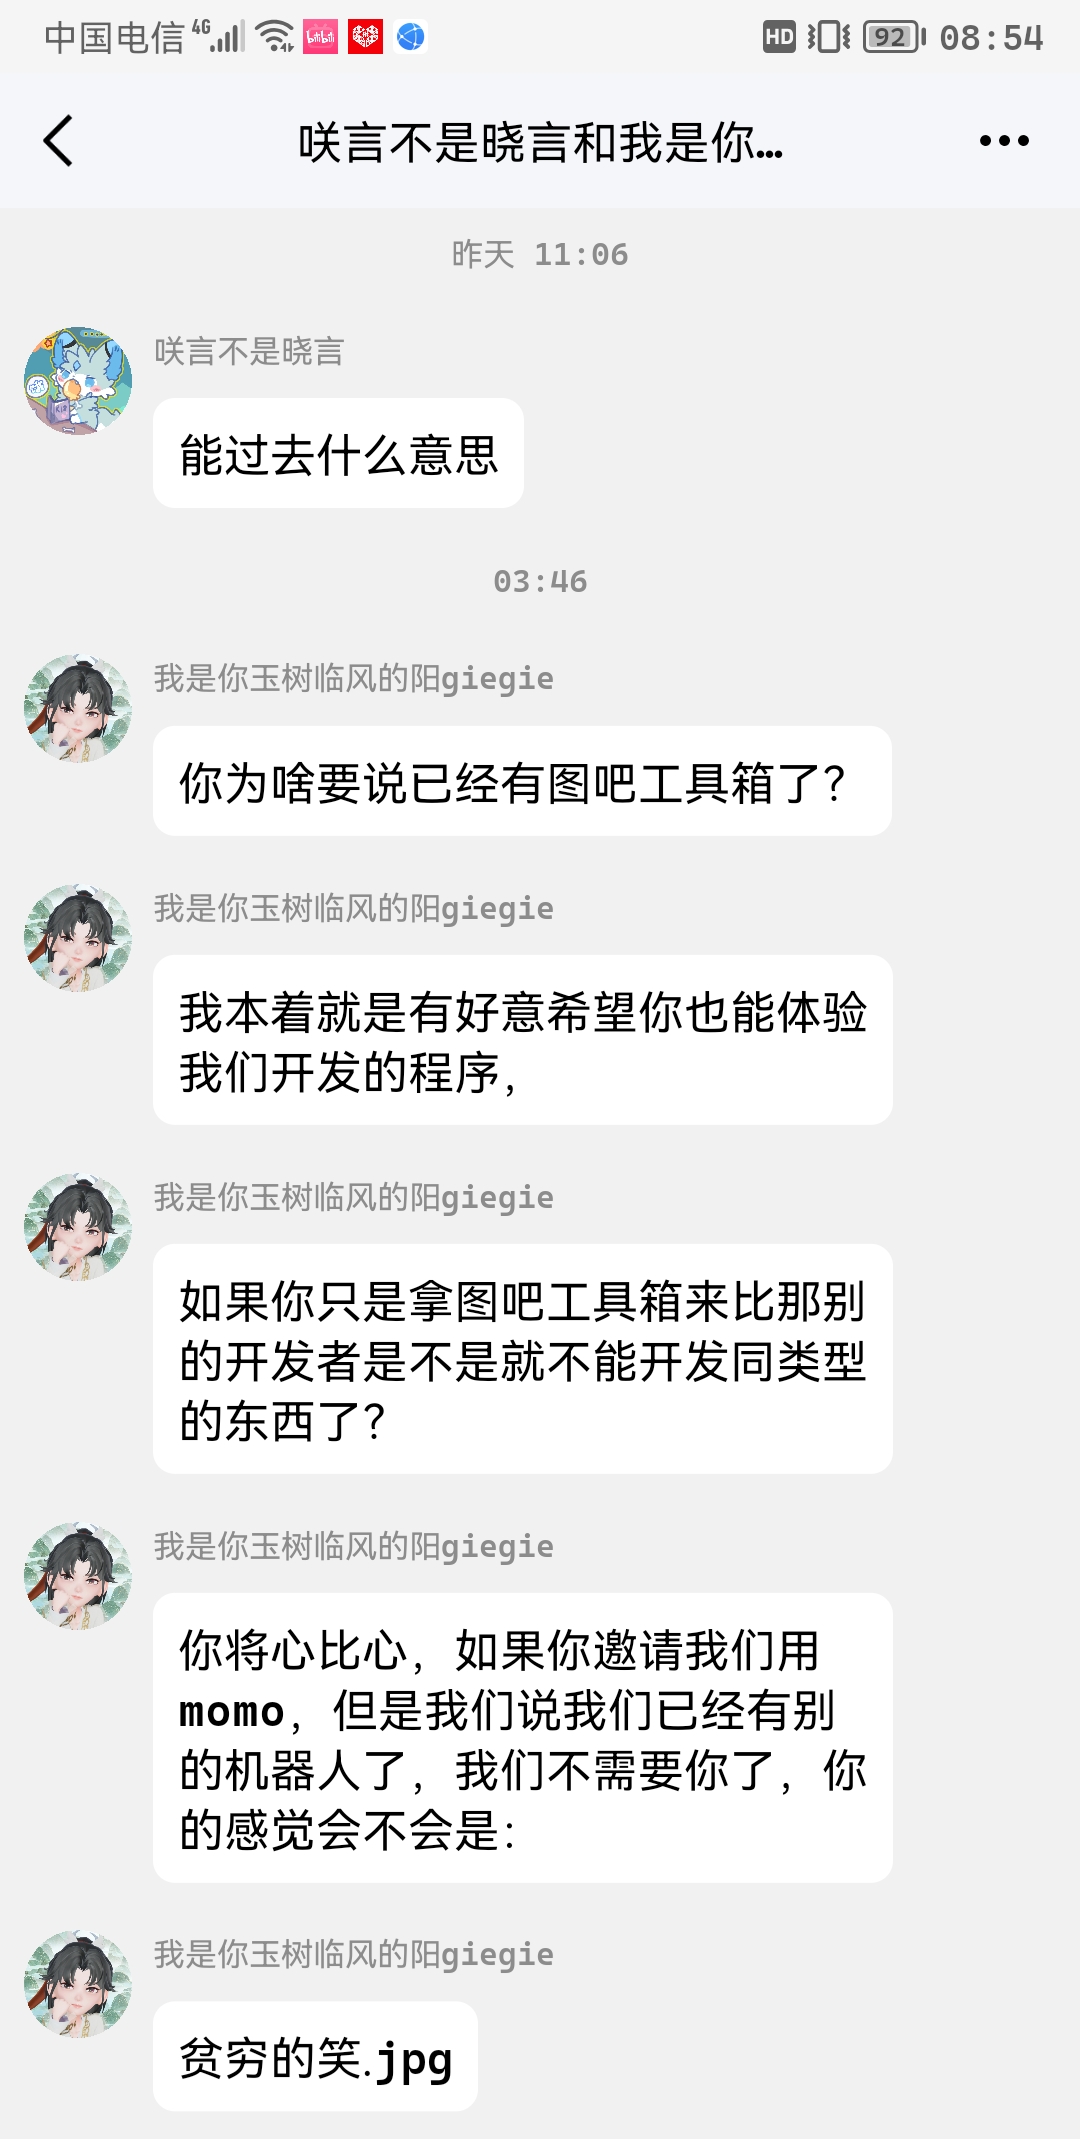 中国电信 4G HD 92 08:54
咲言不是晓言和我是你...
昨天 11:06
咲言不是晓言
能过去什么意思
03:46
我是你玉树临风的阳giegie
你为啥要说已经有图吧工具箱了？
我是你玉树临风的阳giegie
我本着就是有好意希望你也能体验
我们开发的程序，
我是你玉树临风的阳giegie
如果你只是拿图吧工具箱来比那别
的开发者是不是就不能开发同类型
的东西了？
我是你玉树临风的阳giegie
你将心比心，如果你邀请我们用
momo，但是我们说我们已经有别
的机器人了，我们不需要你了，你
的感觉会不会是：
我是你玉树临风的阳giegie
贫穷的笑.jpg